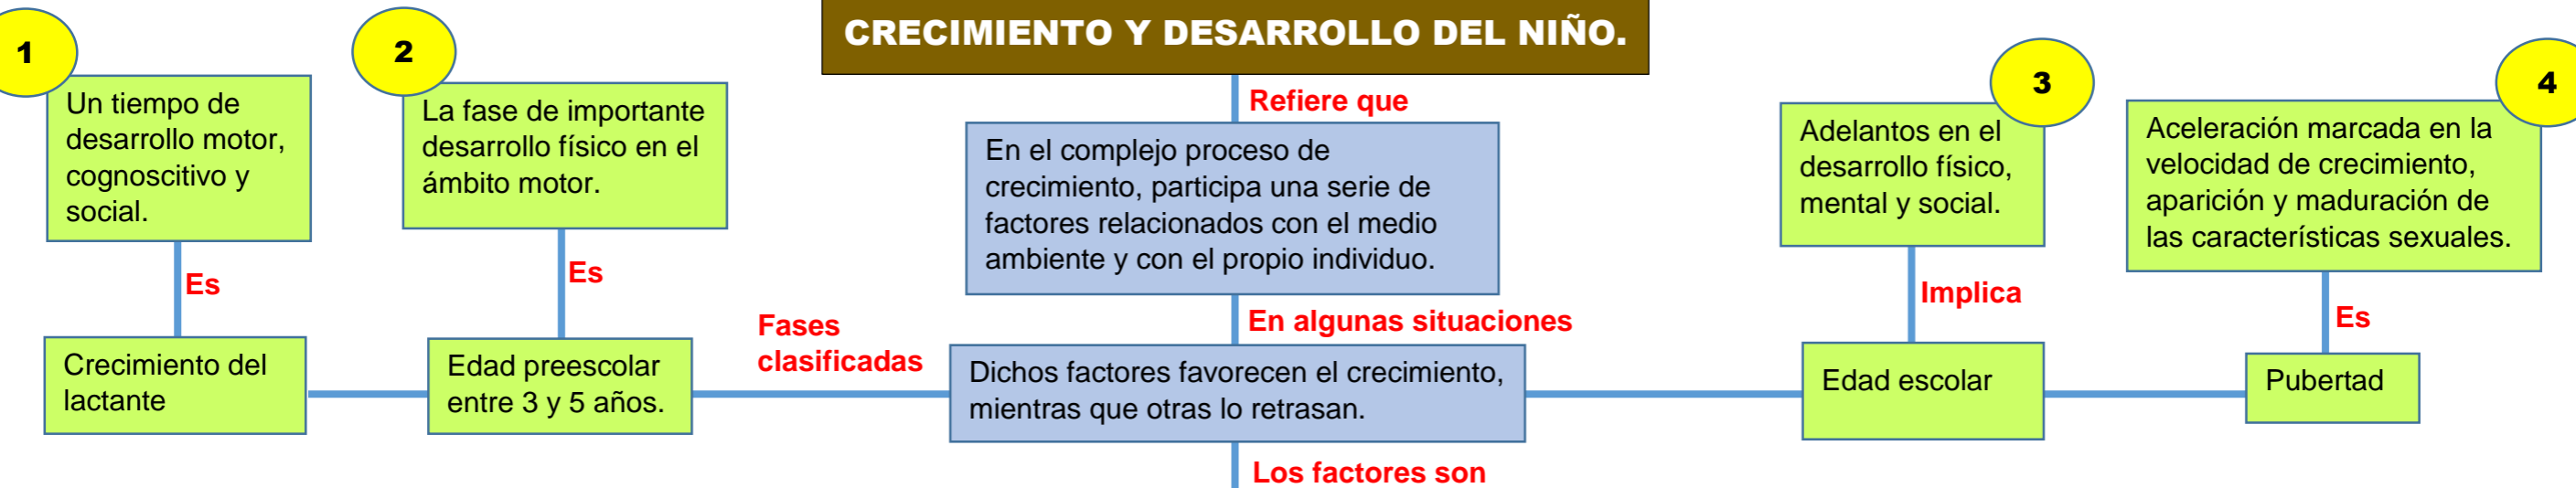 CRECIMIENTO Y DESARROLLO DEL NIÑO.
1
Un tiempo de
desarrollo motor,
cognoscitivo y
social.
Es
Crecimiento del
lactante
2
La fase de importante
desarrollo físico en el
ámbito motor.
Es
Edad preescolar
entre 3 y 5 años.
Fases
clasificadas
Refiere que
En el complejo proceso de
crecimiento, participa una serie de
factores relacionados con el medio
ambiente y con el propio individuo.
En algunas situaciones
Dichos factores favorecen el crecimiento,
mientras que otras lo retrasan.
Los factores son
3
Adelantos en el
desarrollo físico,
mental y social.
Implica
Edad escolar
4
Aceleración marcada en la
velocidad de crecimiento,
aparición y maduración de
las características sexuales.
Es
Pubertad